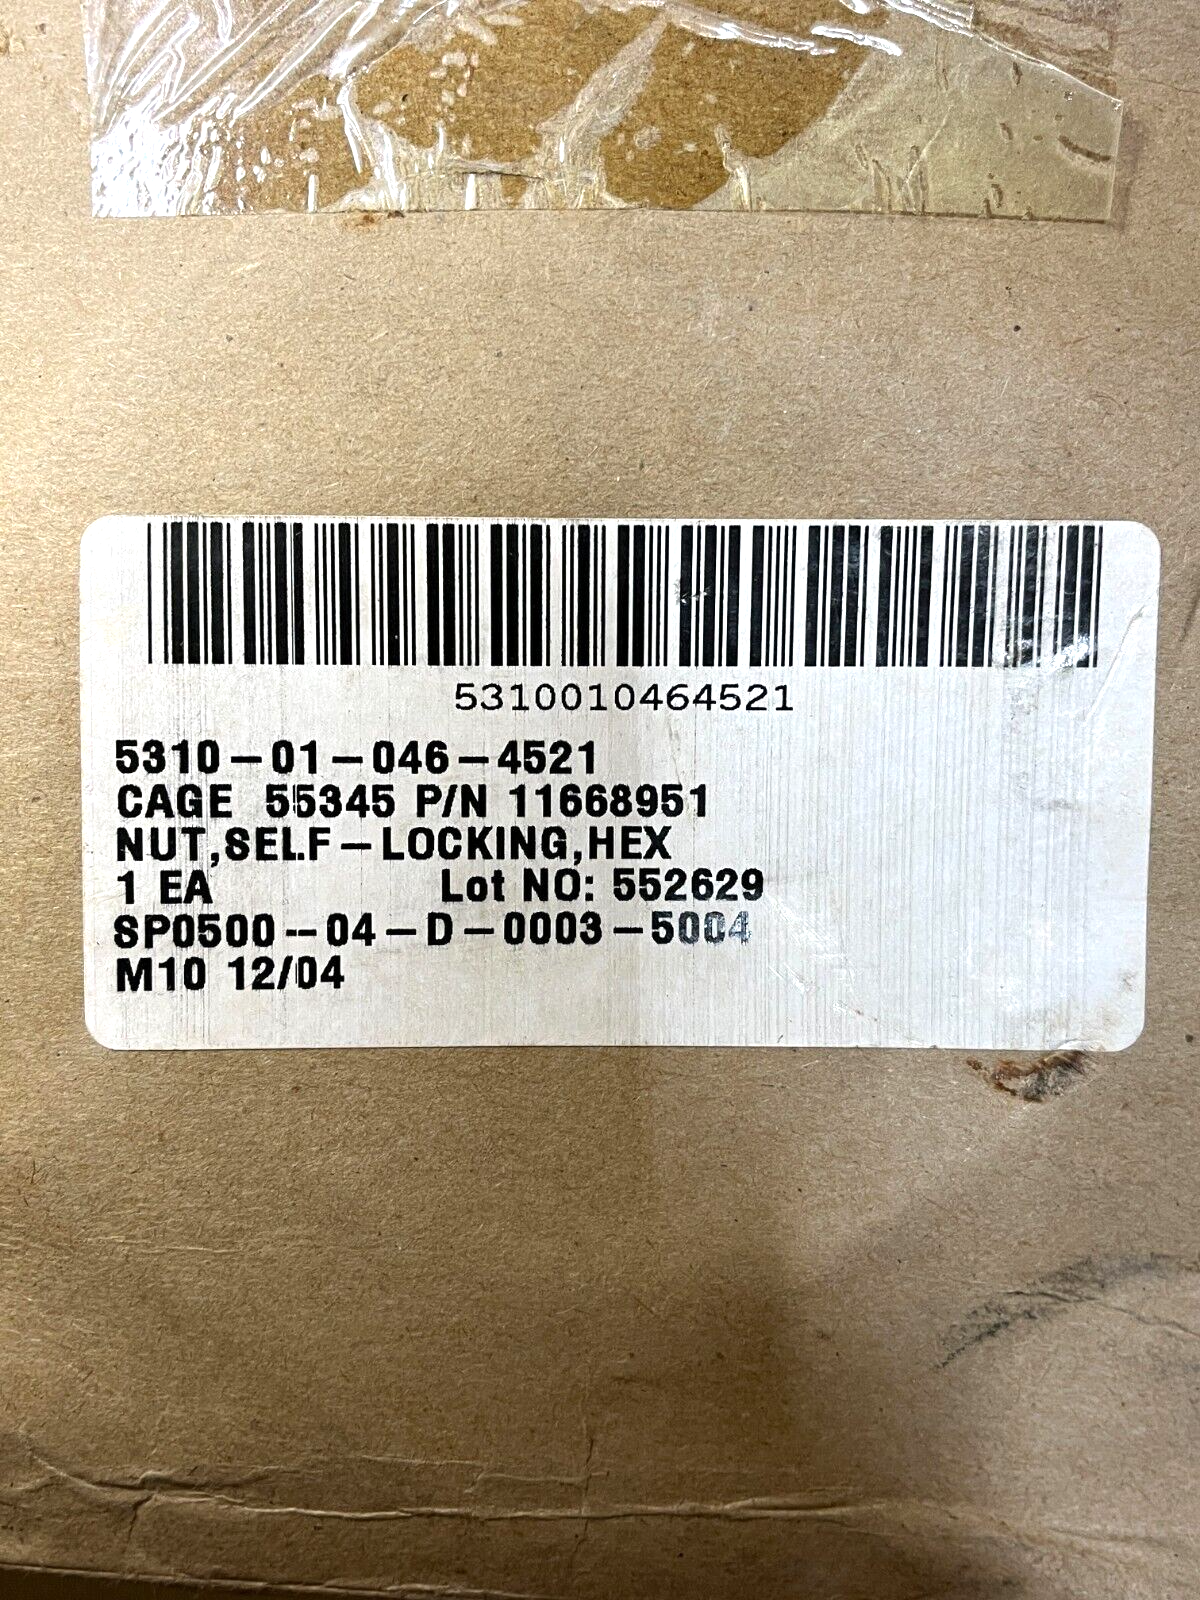 5310010464521
5310-01-046-4521
CAGE 55345 P/N 11668951
NUT,SELF-LOCKING,HEX
1 EA Lot NO: 552629
SP0500-04-D-0003-5004
M10 12/04